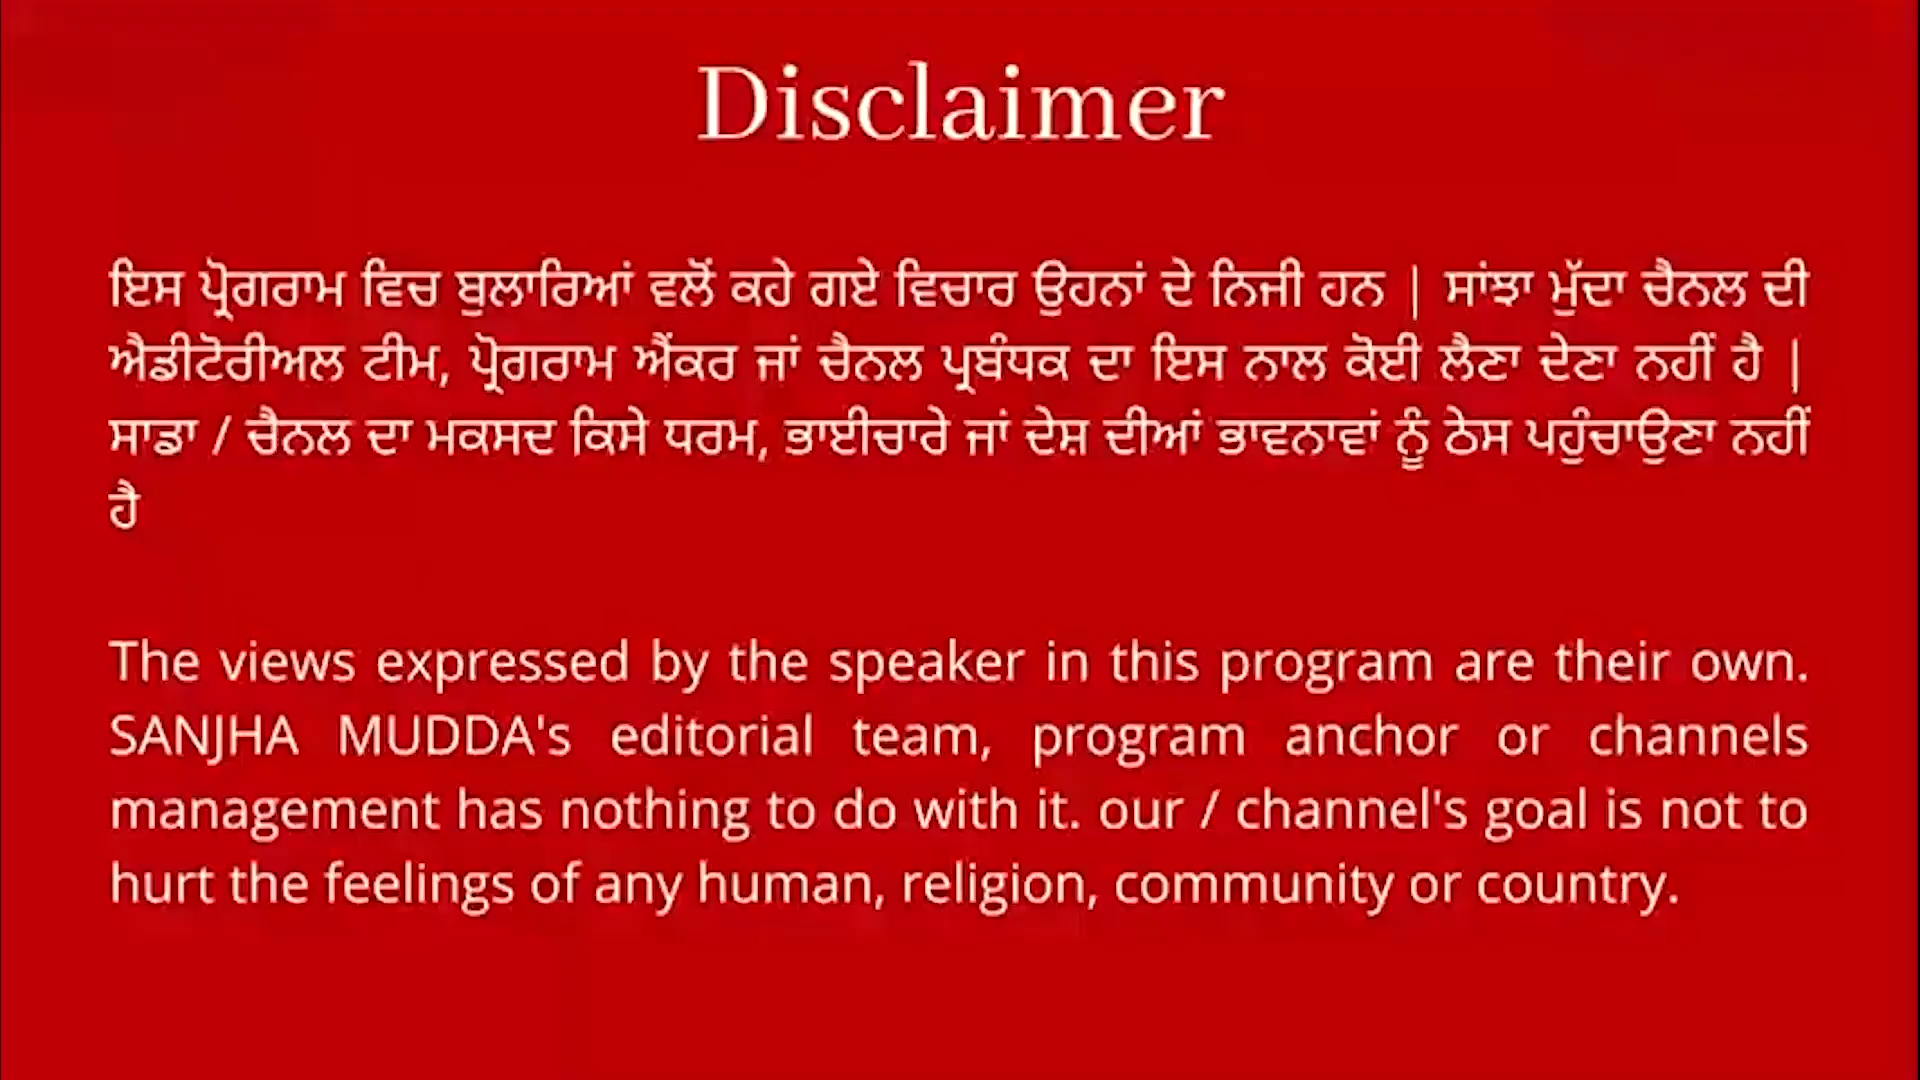 Disclaimer
ਇਸ ਪ੍ਰੋਗਰਾਮ ਵਿਚ ਬੁਲਾਰਿਆਂ ਵਲੋਂ ਕਹੇ ਗਏ ਵਿਚਾਰ ਉਹਨਾਂ ਦੇ ਨਿਜੀ ਹਨ | ਸਾਂਝਾ ਮੁੱਦਾ ਚੈਨਲ ਦੀ
ਐਡੀਟੋਰੀਅਲ ਟੀਮ, ਪ੍ਰੋਗਰਾਮ ਐਂਕਰ ਜਾਂ ਚੈਨਲ ਪ੍ਰਬੰਧਕ ਦਾ ਇਸ ਨਾਲ ਕੋਈ ਲੈਣਾ ਦੇਣਾ ਨਹੀਂ ਹੈ |
ਸਾਡਾ / ਚੈਨਲ ਦਾ ਮਕਸਦ ਕਿਸੇ ਧਰਮ, ਭਾਈਚਾਰੇ ਜਾਂ ਦੇਸ਼ ਦੀਆਂ ਭਾਵਨਾਵਾਂ ਨੂੰ ਠੇਸ ਪਹੁੰਚਾਉਣਾ ਨਹੀਂ
ਹੈ
The views expressed by the speaker in this program are their own.
SANJHA MUDDA's editorial team, program anchor or channels
management has nothing to do with it. our / channel's goal is not to
hurt the feelings of any human, religion, community or country.